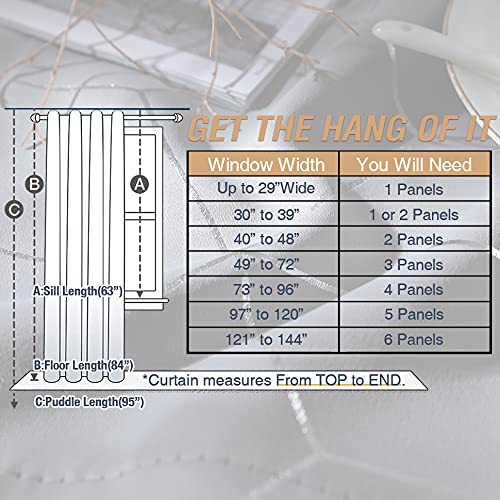 GET THE HANG OF IT
Window Width You Will Need
Up to 29”Wide 1 Panels
30” to 39” 1 or 2 Panels
40” to 48” 2 Panels
49” to 72” 3 Panels
73” to 96” 4 Panels
97” to 120” 5 Panels
121” to 144” 6 Panels
A
B
C
A:Sill Length(63”)
B:Floor Length(84”)
C:Puddle Length(95”)
*Curtain measures From TOP to END.